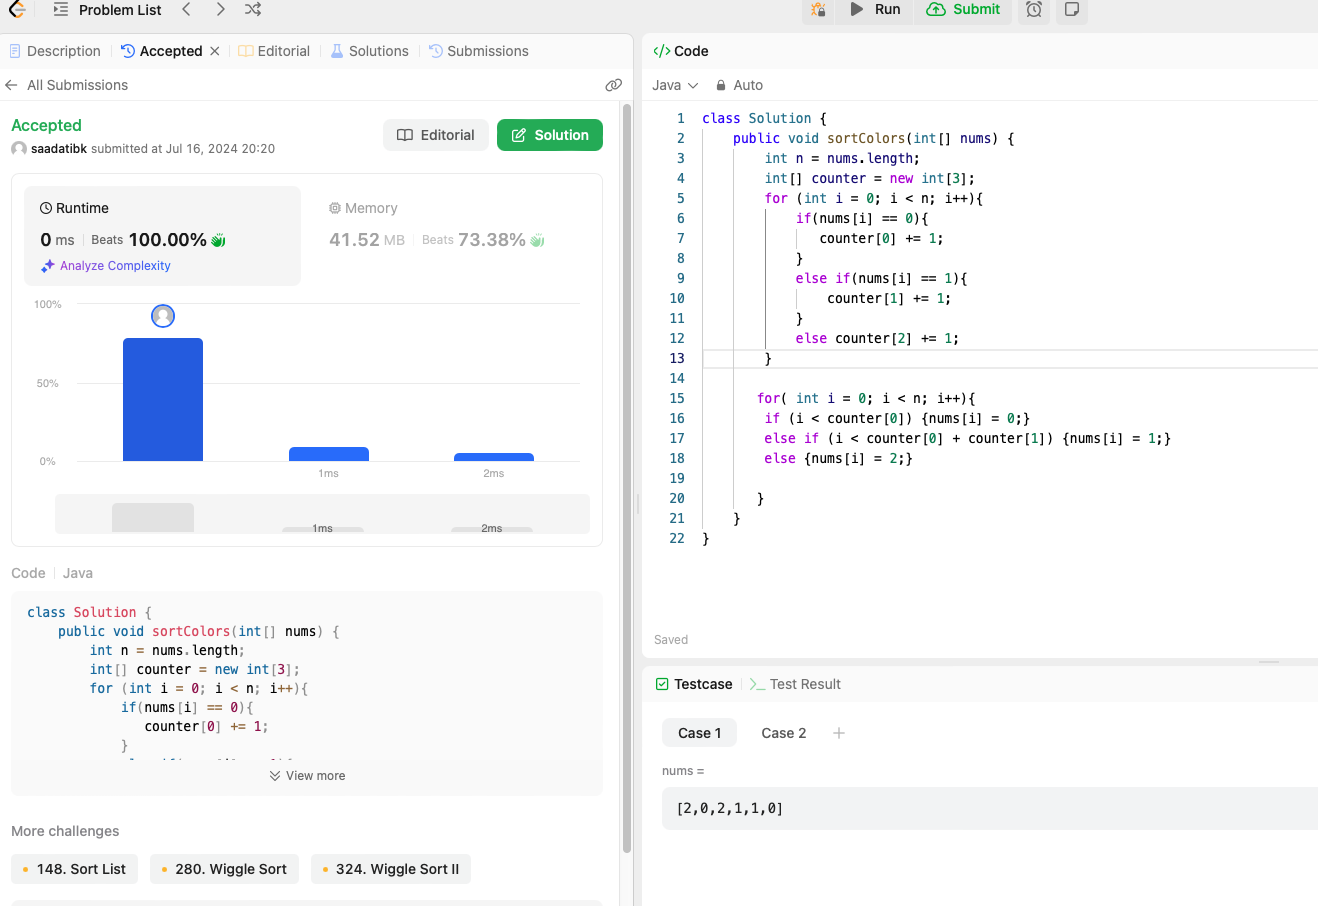 Problem List
Run
Submit
Description
Accepted
Editorial
Solutions
Submissions
All Submissions
Accepted
saadatibk submitted at Jul 16, 2024 20:20
Editorial
Solution
Runtime
0 ms Beats 100.00%
Analyze Complexity
Memory
41.52 MB Beats 73.38%
100%
50%
0%
1ms
2ms
1ms
2ms
Code
Java
class Solution {
    public void sortColors(int[] nums) {
        int n = nums.length;
        int[] counter = new int[3];
        for (int i = 0; i < n; i++){
            if(nums[i] == 0){
               counter[0] += 1;
            }
View more
More challenges
148. Sort List
280. Wiggle Sort
324. Wiggle Sort II
</> Code
Java
Auto
1 class Solution {
2     public void sortColors(int[] nums) {
3         int n = nums.length;
4         int[] counter = new int[3];
5         for (int i = 0; i < n; i++){
6             if(nums[i] == 0){
7                counter[0] += 1;
8             }
9             else if(nums[i] == 1){
10                 counter[1] += 1;
11             }
12             else counter[2] += 1;
13         }
14
15        for( int i = 0; i < n; i++){
16         if (i < counter[0]) {nums[i] = 0;}
17         else if (i < counter[0] + counter[1]) {nums[i] = 1;}
18         else {nums[i] = 2;}
19
20        }
21     }
22 }
Saved
Testcase
Test Result
Case 1
Case 2
nums =
[2,0,2,1,1,0]